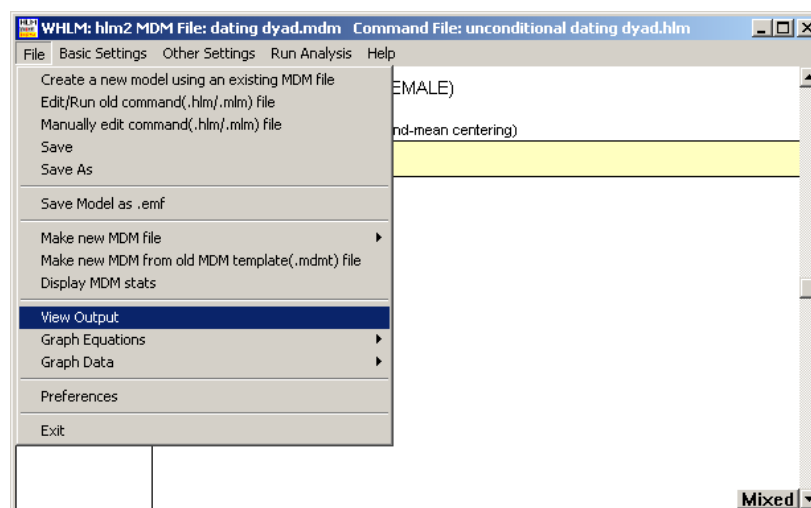 WHLM: hlm2 MDM File: dating dyad.mdm Command File: unconditional dating dyad.hlm
File Basic Settings Other Settings Run Analysis Help
Create a new model using an existing MDM file
EMALE)
Edit/Run old command(.hlm/.mlm) file
Manually edit command(.hlm/.mlm) file
nd-mean centering)
Save
Save As
Save Model as .emf
Make new MDM file
Make new MDM from old MDM template(.mdmt) file
Display MDM stats
View Output
Graph Equations
Graph Data
Preferences
Exit
Mixed